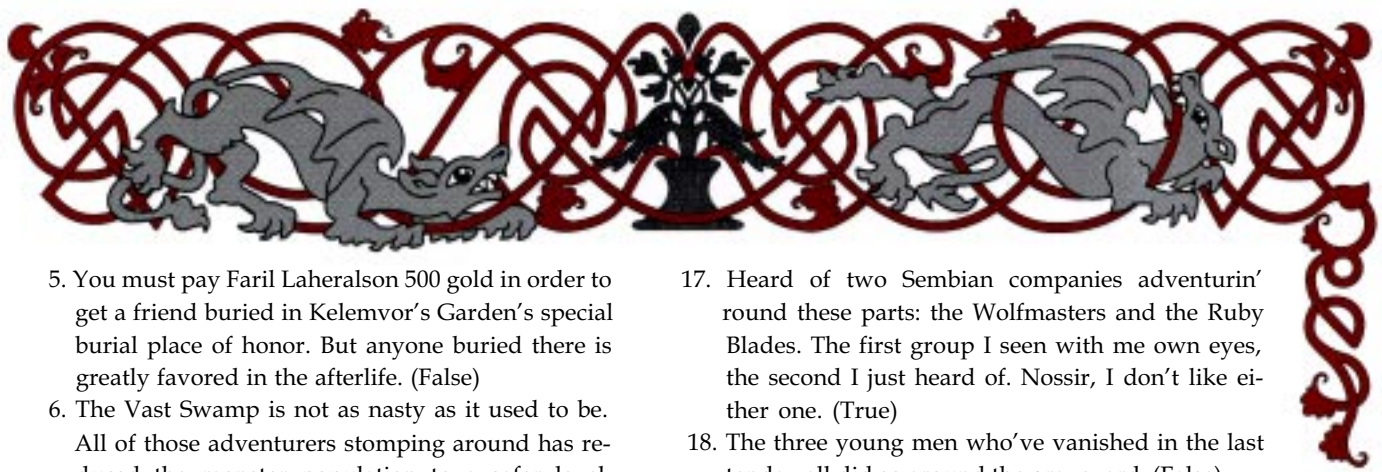 5. You must pay Faril Laheralson 500 gold in order to
get a friend buried in Kelemvor’s Garden’s special
burial place of honor. But anyone buried there is
greatly favored in the afterlife. (False)
6. The Vast Swamp is not as nasty as it used to be.
All of those adventurers stomping around has re-
17. Heard of two Sembian companies adventurin’
round these parts: the Wolfmasters and the Ruby
Blades. The first group I seen with me own eyes,
the second I just heard of. Nossir, I don’t like ei-
ther one. (True)
18. The three young men who’ve vanished in the last